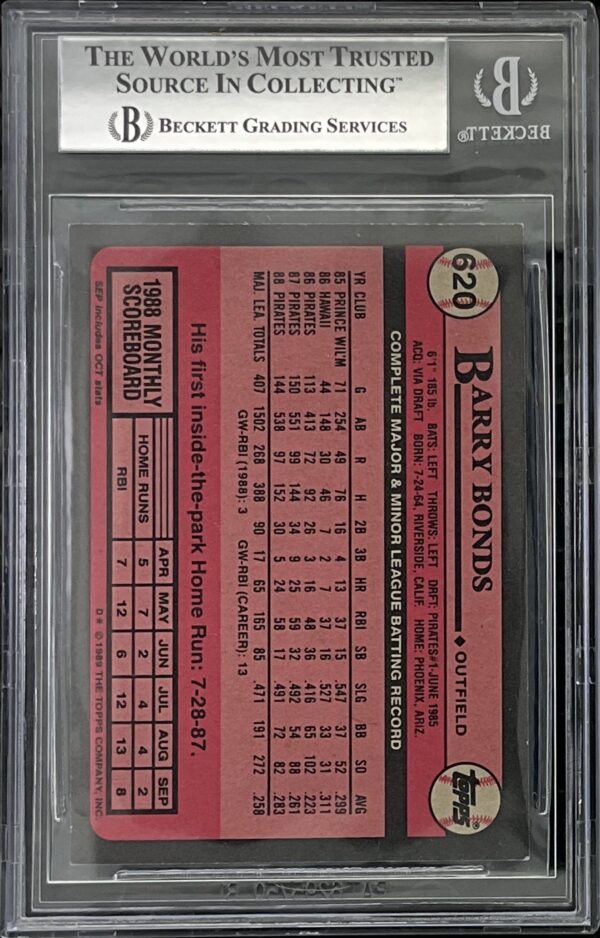 THE WORLD'S MOST TRUSTED
SOURCE IN COLLECTING™
B BECKETT GRADING SERVICES
B
BECKETT®
620
BARRY BONDS
♦ OUTFIELD
topps®
6'1" 185 lb. BATS: LEFT THROWS: LEFT DRFT: PIRATES#1-JUNE 1985
ACQ: VIA DRAFT BORN: 7-24-64, RIVERSIDE, CALIF. HOME: PHOENIX, ARIZ.
COMPLETE MAJOR & MINOR LEAGUE BATTING RECORD
YR CLUB G AB R H 2B 3B HR RBI SB SLG BB SO AVG
85 PRINCE WIL'M 71 254 49 76 16 4 13 37 15 .547 37 52 .299
86 HAWAII 44 148 30 46 7 2 7 37 16 .527 33 31 .311
86 PIRATES 113 413 72 92 26 3 16 48 36 .416 65 102 .223
87 PIRATES 150 551 99 144 34 9 25 59 32 .492 54 88 .261
88 PIRATES 144 538 97 152 30 5 24 58 17 .491 72 82 .283
MAJ. LEA. TOTALS 407 1502 268 388 90 17 65 165 85 .471 191 272 .258
GW-RBI (1988): 3 GW-RBI (CAREER): 13
His first inside-the-park Home Run: 7-28-87.
1988 MONTHLY
SCOREBOARD
APR MAY JUN JUL AUG SEP
HOME RUNS 5 7 2 4 4 2
RBI 7 12 6 12 13 8
SEP includes OCT stats
D* © 1989 THE TOPPS COMPANY, INC.